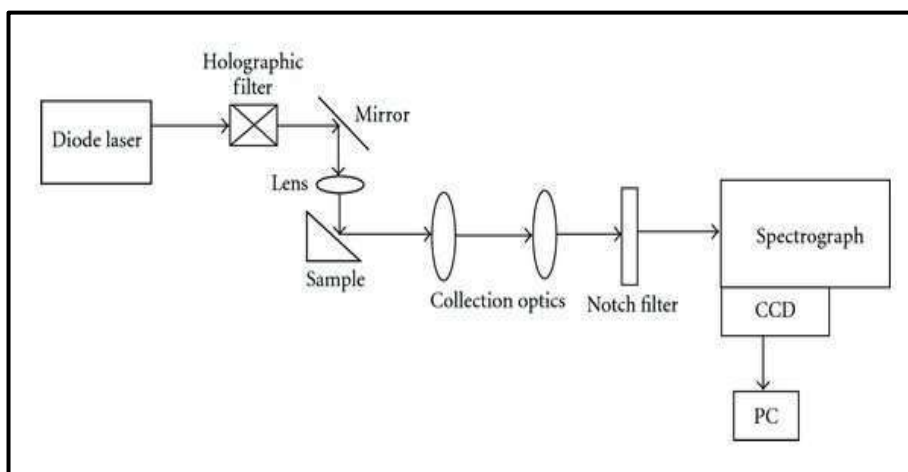 Holographic
filter
Mirror
Diode laser
Lens
Sample
Collection optics
Notch filter
Spectrograph
CCD
PC